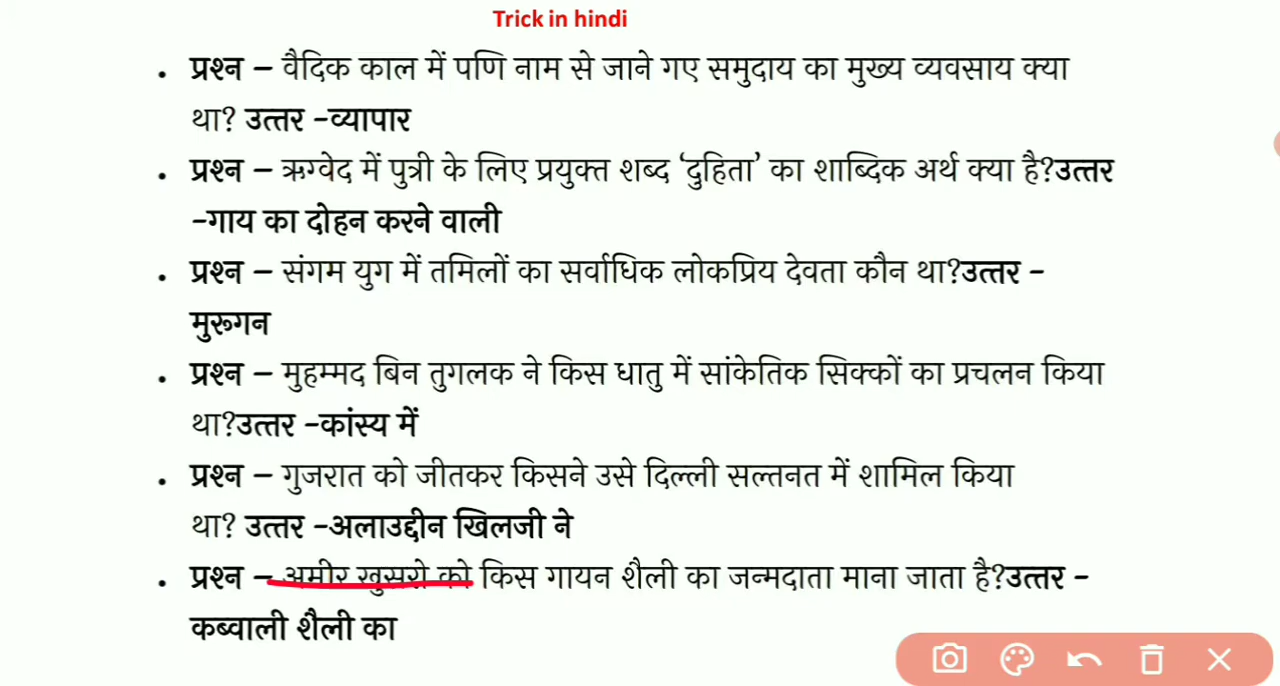 Trick in hindi
• प्रश्न – वैदिक काल में पणि नाम से जाने गए समुदाय का मुख्य व्यवसाय क्या
था? उत्तर -व्यापार
• प्रश्न – ऋग्वेद में पुत्री के लिए प्रयुक्त शब्द ‘दुहिता’ का शाब्दिक अर्थ क्या है?उत्तर
-गाय का दोहन करने वाली
• प्रश्न – संगम युग में तमिलों का सर्वाधिक लोकप्रिय देवता कौन था?उत्तर -
मुरूगन
• प्रश्न – मुहम्मद बिन तुगलक ने किस धातु में सांकेतिक सिक्कों का प्रचलन किया
था?उत्तर -कांस्य में
• प्रश्न – गुजरात को जीतकर किसने उसे दिल्ली सल्तनत में शामिल किया
था? उत्तर -अलाउद्दीन खिलजी ने
• प्रश्न – अमीर खुसरो को किस गायन शैली का जन्मदाता माना जाता है?उत्तर -
कब्वाली शैली का